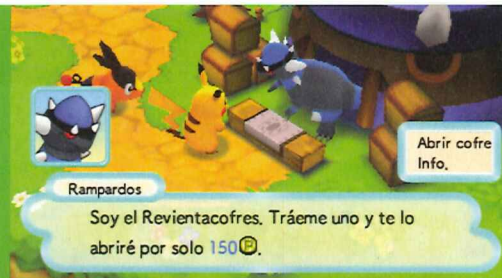 Abrir cofre
Info.
Rampardos
Soy el Revientacofres. Tráeme uno y te lo
abriré por solo 150 P.